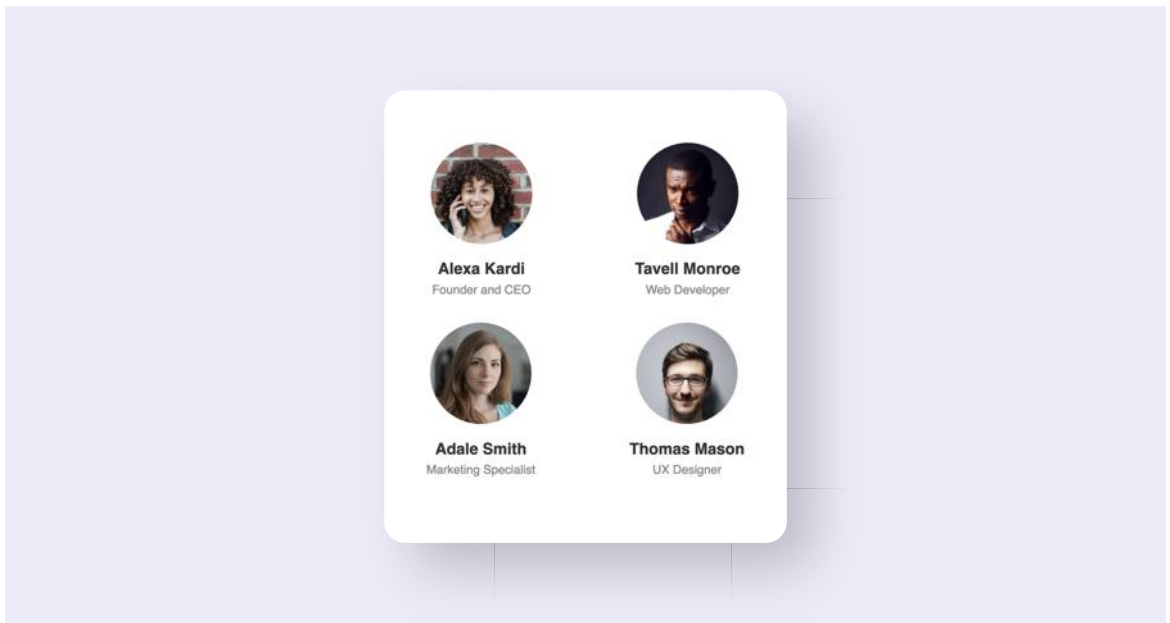 Alexa Kardi
Founder and CEO
Tavell Monroe
Web Developer
Adale Smith
Marketing Specialist
Thomas Mason
UX Designer